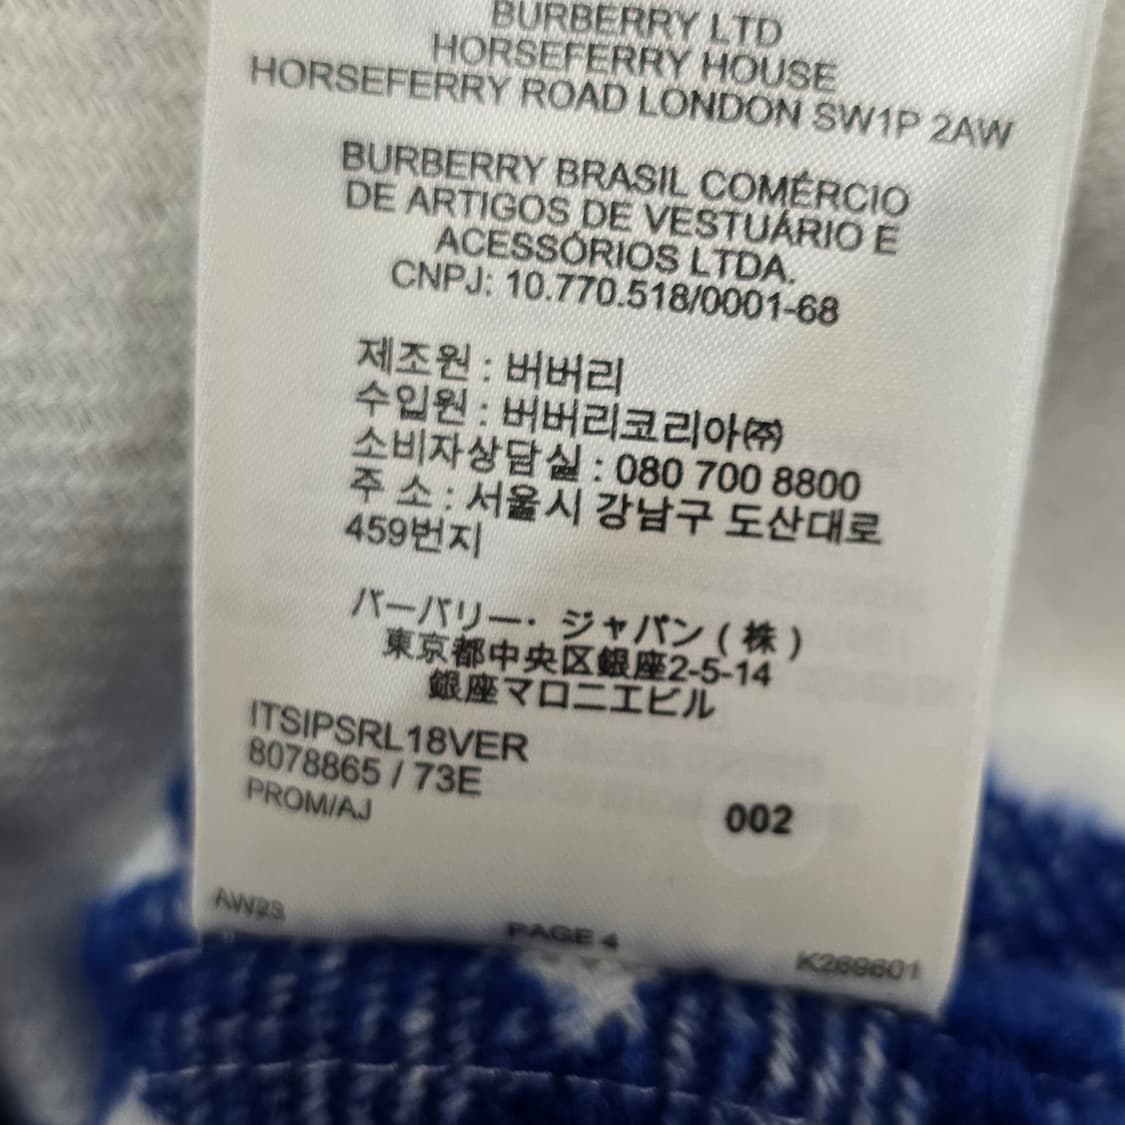 BURBERRY LTD
HORSEFERRY HOUSE
HORSEFERRY ROAD LONDON SW1P 2AW
BURBERRY BRASIL COMÉRCIO
DE ARTIGOS DE VESTUÁRIO E
ACESSÓRIOS LTDA.
CNPJ: 10.770.518/0001-68
제조원 : 버버리
수입원 : 버버리코리아㈜
소비자상담실 : 080 700 8800
주 소 : 서울시 강남구 도산대로
459번지
バーバリー・ジャパン ( 株 )
東京都中央区銀座2-5-14
銀座マロニエビル
ITSIPSRL18VER
8078865 / 73E
PROM/AJ
002
AW23
PAGE 4
K269601